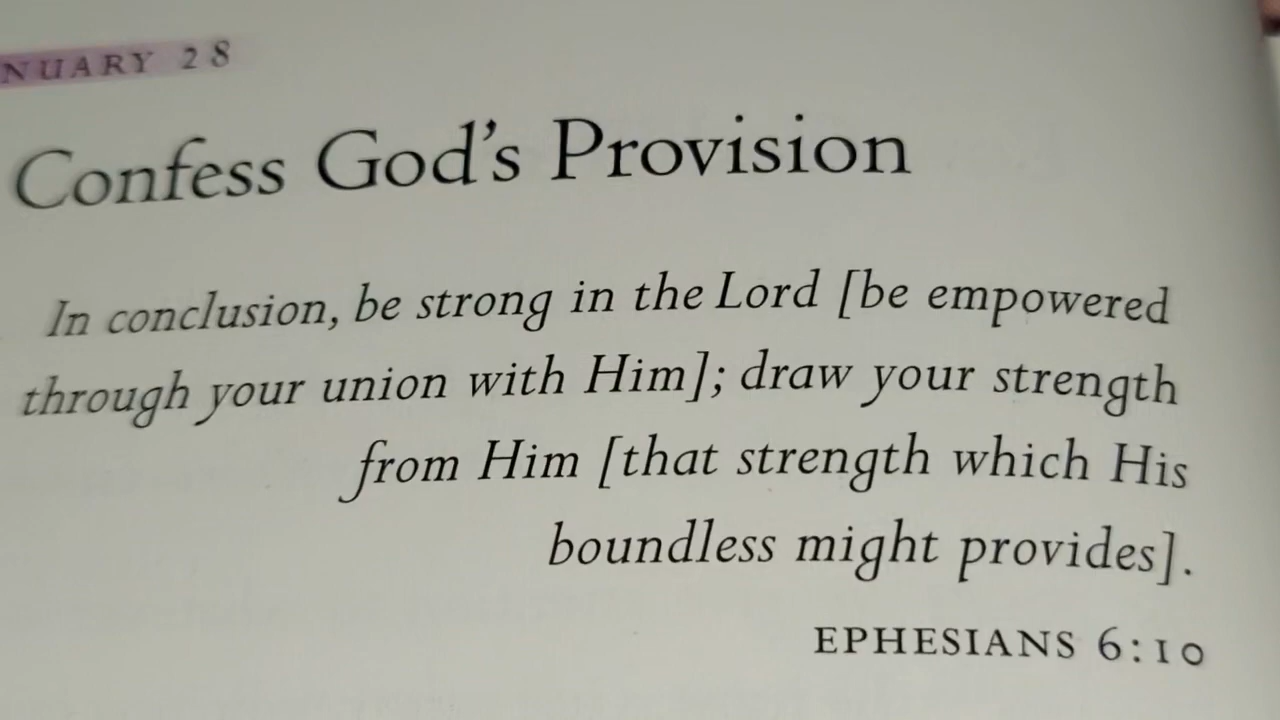 NUARY 28
Confess God's Provision
In conclusion, be strong in the Lord [be empowered
through your union with Him]; draw your strength
from Him [that strength which His
boundless might provides].
EPHESIANS 6:10